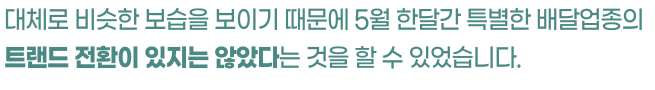 대체로 비슷한 보습을 보이기 때문에 5월 한달간 특별한 배달업종의
트랜드 전환이 있지는 않았다는 것을 할 수 있었습니다.